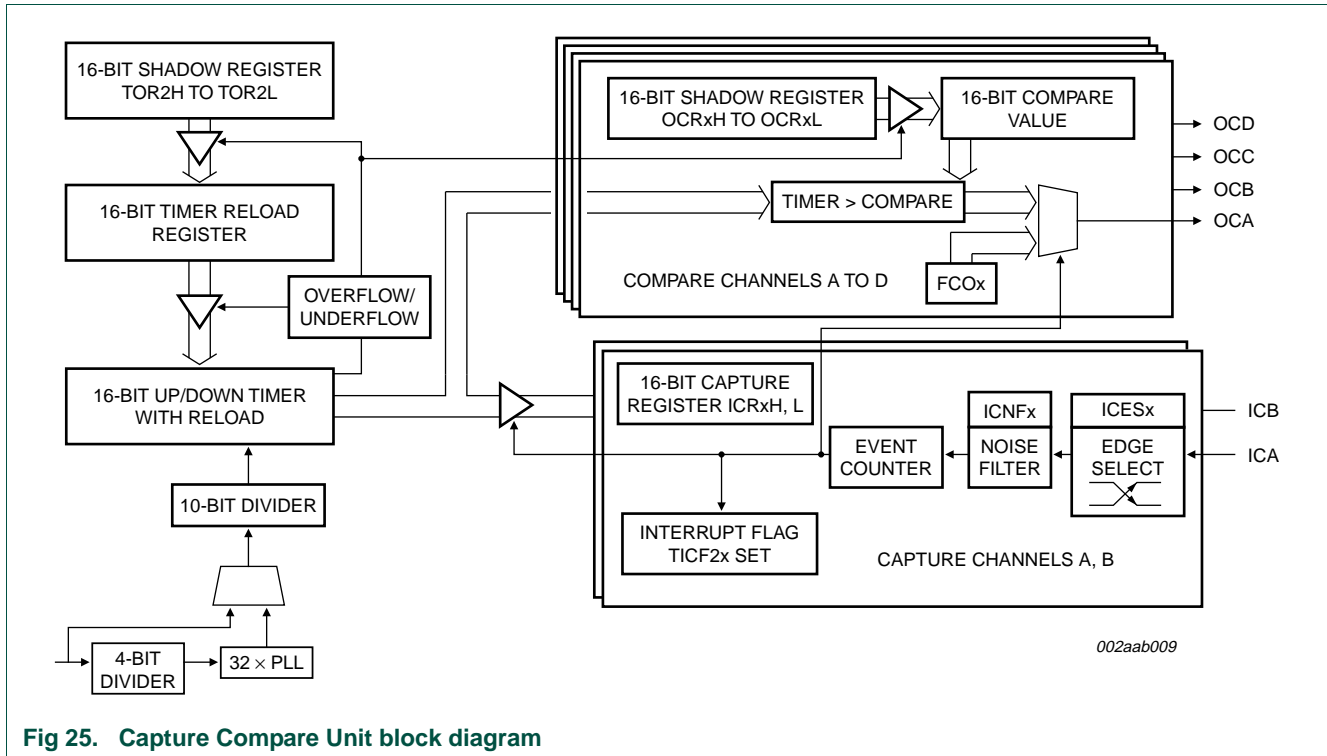 16-BIT SHADOW REGISTER
TOR2H TO TOR2L
16-BIT TIMER RELOAD
REGISTER
OVERFLOW/
UNDERFLOW
16-BIT UP/DOWN TIMER
WITH RELOAD
10-BIT DIVIDER
4-BIT
DIVIDER
32 × PLL
16-BIT SHADOW REGISTER
OCRxH TO OCRxL
16-BIT COMPARE
VALUE
TIMER > COMPARE
FCOx
COMPARE CHANNELS A TO D
OCD
OCC
OCB
OCA
16-BIT CAPTURE
REGISTER ICRxH, L
EVENT
COUNTER
ICNFx
NOISE
FILTER
ICESx
EDGE
SELECT
ICB
ICA
INTERRUPT FLAG
TICF2x SET
CAPTURE CHANNELS A, B
002aab009
Fig 25. Capture Compare Unit block diagram